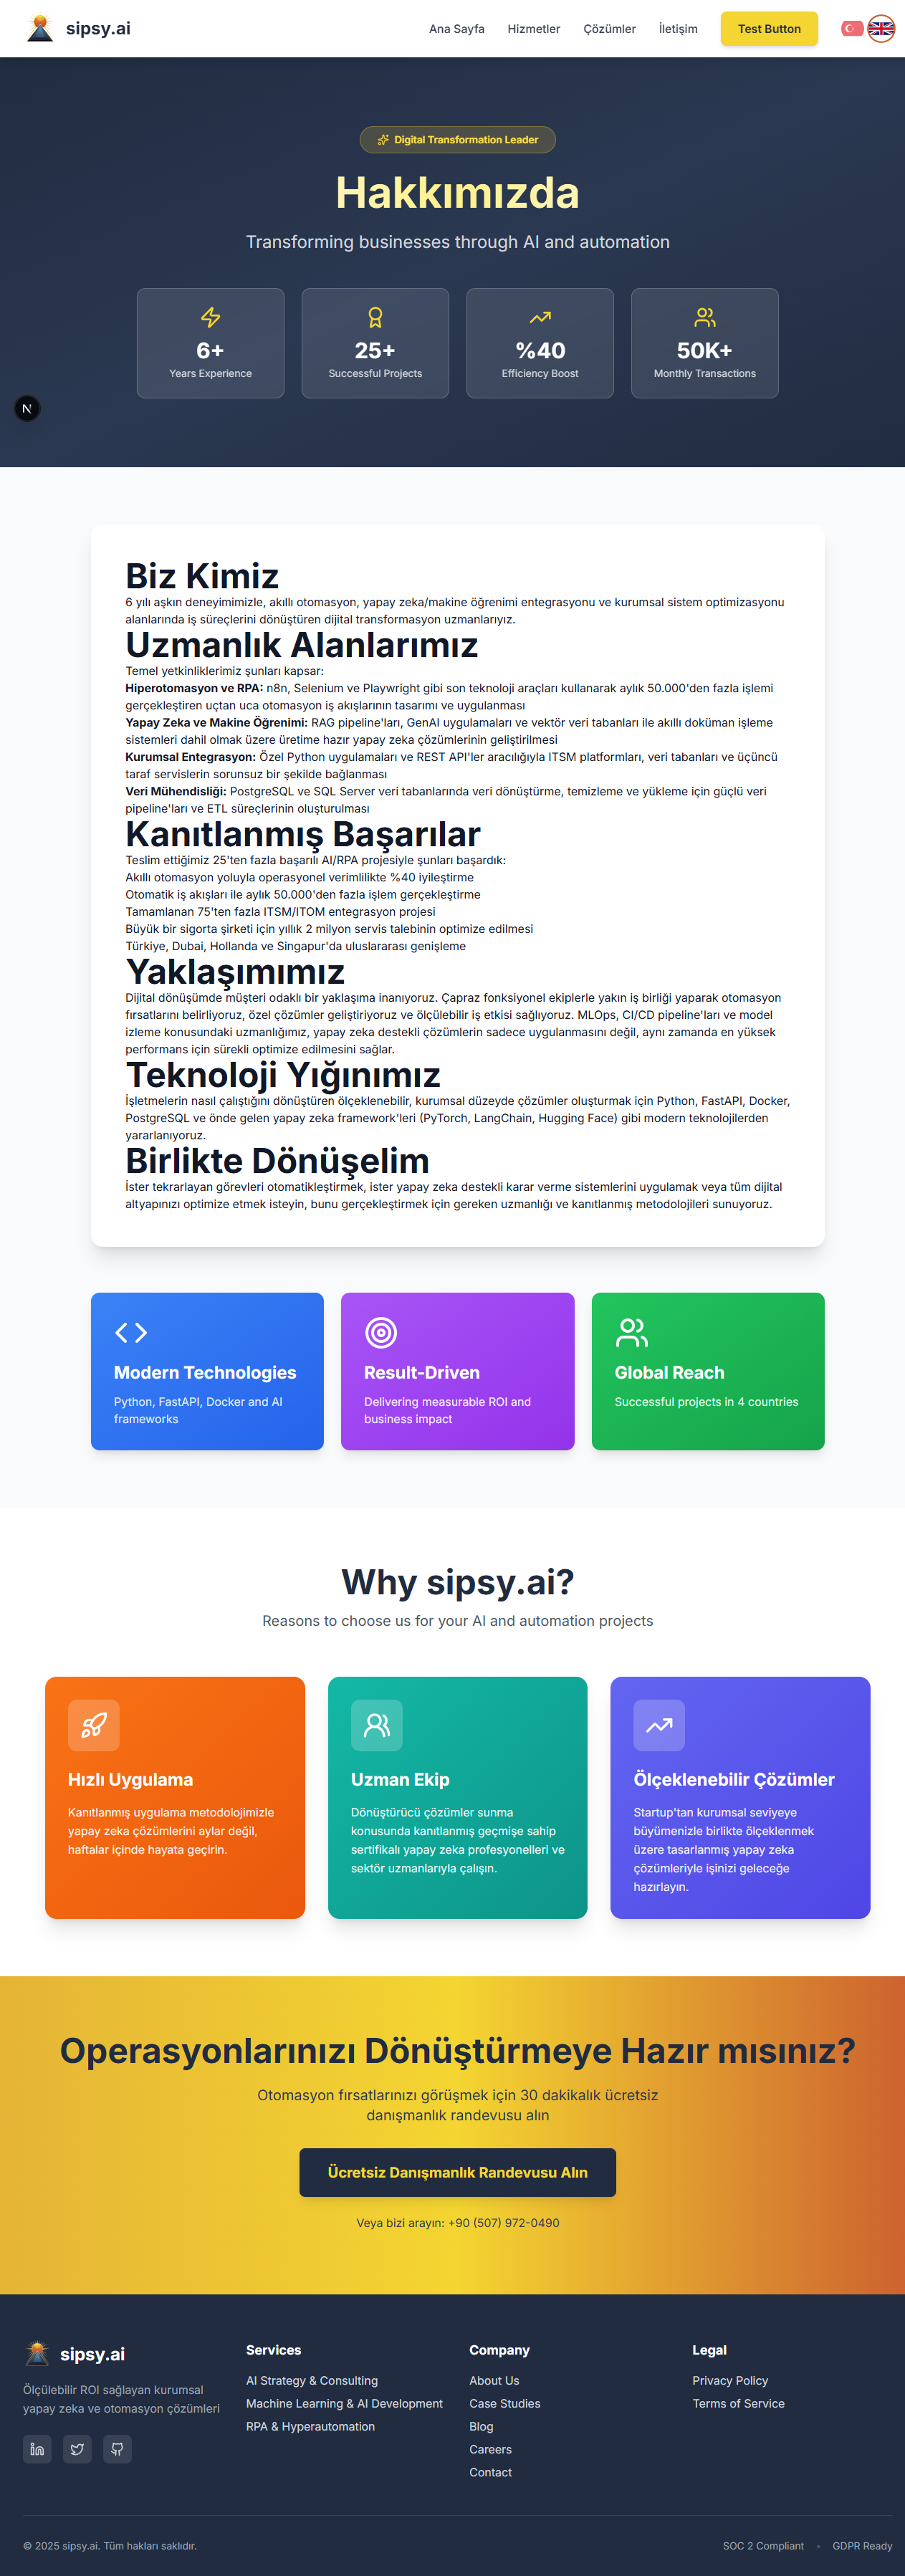 sipsy.ai
Ana Sayfa
Hizmetler
Çözümler
İletişim
Test Button
Digital Transformation Leader
Hakkımızda
Transforming businesses through AI and automation
6+
Years Experience
25+
Successful Projects
%40
Efficiency Boost
50K+
Monthly Transactions
N
Biz Kimiz
6 yılı aşkın deneyimimizle, akıllı otomasyon, yapay zeka/makine öğrenimi entegrasyonu ve kurumsal sistem optimizasyonu
alanlarında iş süreçlerini dönüştüren dijital transformasyon uzmanlarıyız.
Uzmanlık Alanlarımız
Temel yetkinliklerimiz şunları kapsar:
Hiperotomasyon ve RPA: n8n, Selenium ve Playwright gibi son teknoloji araçları kullanarak aylık 50.000'den fazla işlemi
gerçekleştiren uçtan uca otomasyon iş akışlarının tasarımı ve uygulanması
Yapay Zeka ve Makine Öğrenimi: RAG pipeline'ları, GenAI uygulamaları ve vektör veri tabanları ile akıllı doküman işleme
sistemleri dahil olmak üzere üretime hazır yapay zeka çözümlerinin geliştirilmesi
Kurumsal Entegrasyon: Özel Python uygulamaları ve REST API'ler aracılığıyla ITSM platformları, veri tabanları ve üçüncü
taraf servislerin sorunsuz bir şekilde bağlanması
Veri Mühendisliği: PostgreSQL ve SQL Server veri tabanlarında veri dönüştürme, temizleme ve yükleme için güçlü veri
pipeline'ları ve ETL süreçlerinin oluşturulması
Kanıtlanmış Başarılar
Teslim ettiğimiz 25'ten fazla başarılı AI/RPA projesiyle şunları başardık:
Akıllı otomasyon yoluyla operasyonel verimlilikte %40 iyileştirme
Otomatik iş akışları ile aylık 50.000'den fazla işlem gerçekleştirme
Tamamlanan 75'ten fazla ITSM/ITOM entegrasyon projesi
Büyük bir sigorta şirketi için yıllık 2 milyon servis talebinin optimize edilmesi
Türkiye, Dubai, Hollanda ve Singapur'da uluslararası genişleme
Yaklaşımımız
Dijital dönüşümde müşteri odaklı bir yaklaşıma inanıyoruz. Çapraz fonksiyonel ekiplerle yakın iş birliği yaparak otomasyon
fırsatlarını belirliyoruz, özel çözümler geliştiriyoruz ve ölçülebilir iş etkisi sağlıyoruz. MLOps, CI/CD pipeline'ları ve model
izleme konusundaki uzmanlığımız, yapay zeka destekli çözümlerin sadece uygulanmasını değil, aynı zamanda en yüksek
performans için sürekli optimize edilmesini sağlar.
Teknoloji Yığınımız
İşletmelerin nasıl çalıştığını dönüştüren ölçeklenebilir, kurumsal düzeyde çözümler oluşturmak için Python, FastAPI, Docker,
PostgreSQL ve önde gelen yapay zeka framework'leri (PyTorch, LangChain, Hugging Face) gibi modern teknolojilerden
yararlanıyoruz.
Birlikte Dönüşelim
İster tekrarlayan görevleri otomatikleştirmek, ister yapay zeka destekli karar verme sistemlerini uygulamak veya tüm dijital
altyapınızı optimize etmek isteyin, bunu gerçekleştirmek için gereken uzmanlığı ve kanıtlanmış metodolojileri sunuyoruz.
Modern Technologies
Python, FastAPI, Docker and AI
frameworks
Result-Driven
Delivering measurable ROI and
business impact
Global Reach
Successful projects in 4 countries
Why sipsy.ai?
Reasons to choose us for your AI and automation projects
Hızlı Uygulama
Kanıtlanmış uygulama metodolojimizle
yapay zeka çözümlerini aylar değil,
haftalar içinde hayata geçirin.
Uzman Ekip
Dönüştürücü çözümler sunma
konusunda kanıtlanmış geçmişe sahip
sertifikalı yapay zeka profesyonelleri ve
sektör uzmanlarıyla çalışın.
Ölçeklenebilir Çözümler
Startup'tan kurumsal seviyeye
büyümenizle birlikte ölçeklenmek
üzere tasarlanmış yapay zeka
çözümleriyle işinizi geleceğe
hazırlayın.
Operasyonlarınızı Dönüştürmeye Hazır mısınız?
Otomasyon fırsatlarınızı görüşmek için 30 dakikalık ücretsiz
danışmanlık randevusu alın
Ücretsiz Danışmanlık Randevusu Alın
Veya bizi arayın: +90 (507) 972-0490
sipsy.ai
Ölçülebilir ROI sağlayan kurumsal
yapay zeka ve otomasyon çözümleri
Services
AI Strategy & Consulting
Machine Learning & AI Development
RPA & Hyperautomation
Company
About Us
Case Studies
Blog
Careers
Contact
Legal
Privacy Policy
Terms of Service
© 2025 sipsy.ai. Tüm hakları saklıdır.
SOC 2 Compliant • GDPR Ready